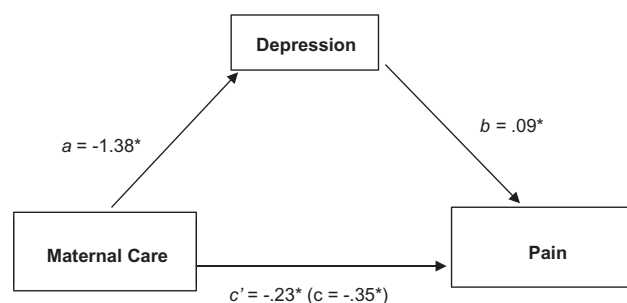 Depression
a = -1.38*
b = .09*
Maternal Care
Pain
c' = -.23* (c = -.35*)